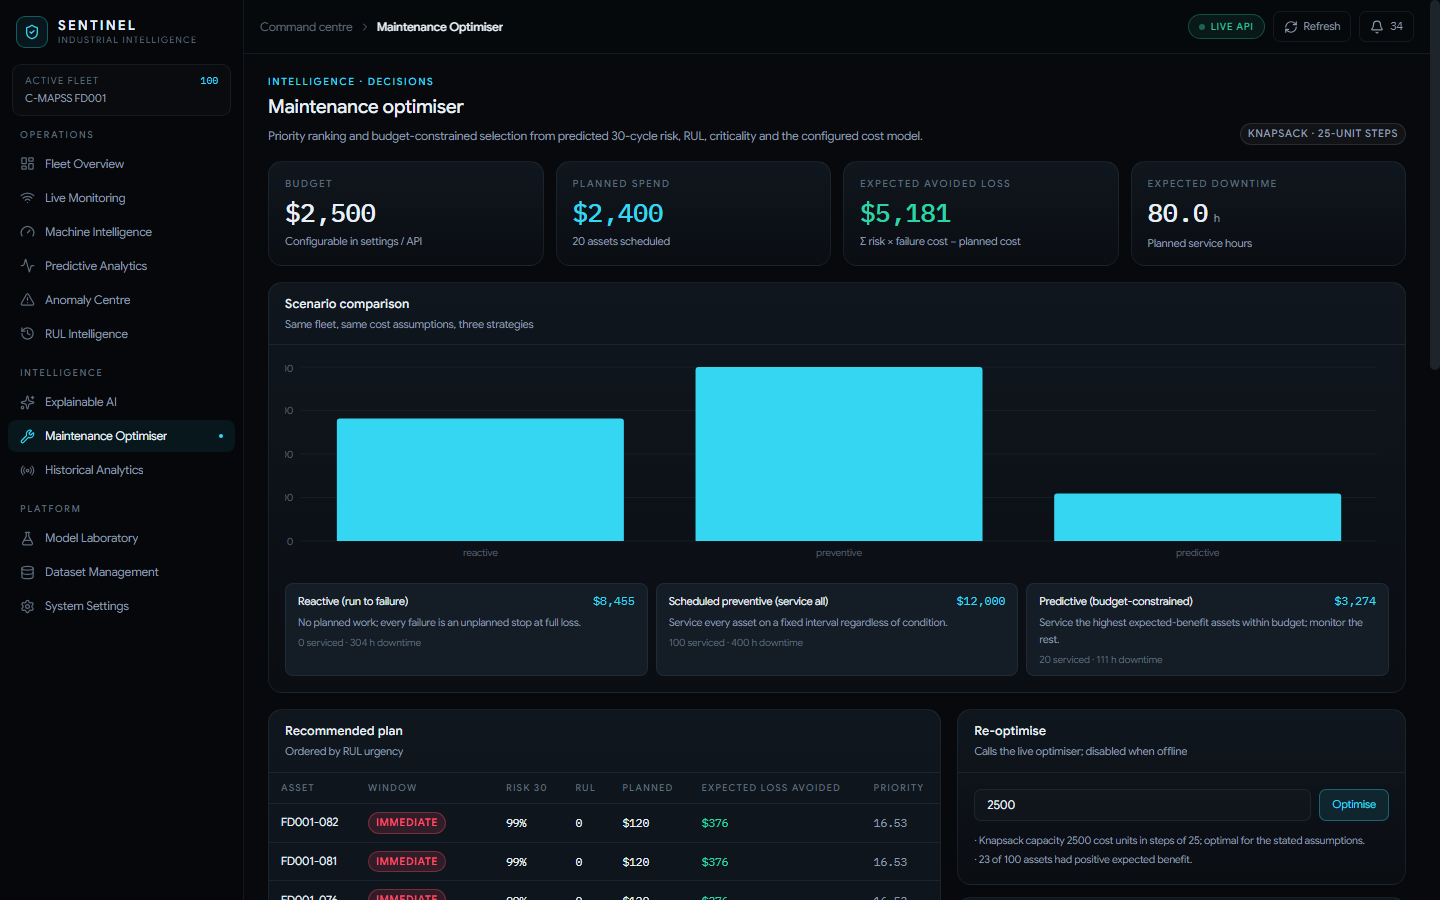 SENTINEL
INDUSTRIAL INTELLIGENCE
ACTIVE FLEET 100
C-MAPSS FD001
OPERATIONS
Fleet Overview
Live Monitoring
Machine Intelligence
Predictive Analytics
Anomaly Centre
RUL Intelligence
INTELLIGENCE
Explainable AI
Maintenance Optimiser
Historical Analytics
PLATFORM
Model Laboratory
Dataset Management
System Settings
Command centre > Maintenance Optimiser
LIVE API
Refresh
34
INTELLIGENCE · DECISIONS
Maintenance optimiser
Priority ranking and budget-constrained selection from predicted 30-cycle risk, RUL, criticality and the configured cost model.
KNAPSACK · 25-UNIT STEPS
BUDGET
$2,500
Configurable in settings / API
PLANNED SPEND
$2,400
20 assets scheduled
EXPECTED AVOIDED LOSS
$5,181
Σ risk × failure cost − planned cost
EXPECTED DOWNTIME
80.0 h
Planned service hours
Scenario comparison
Same fleet, same cost assumptions, three strategies
0
reactive
preventive
predictive
Reactive (run to failure) $8,455
No planned work; every failure is an unplanned stop at full loss.
0 serviced · 304 h downtime
Scheduled preventive (service all) $12,000
Service every asset on a fixed interval regardless of condition.
100 serviced · 400 h downtime
Predictive (budget-constrained) $3,274
Service the highest expected-benefit assets within budget; monitor the
rest.
20 serviced · 111 h downtime
Recommended plan
Ordered by RUL urgency
ASSET WINDOW RISK 30 RUL PLANNED EXPECTED LOSS AVOIDED PRIORITY
FD001-082 IMMEDIATE 99% 0 $120 $376 16.53
FD001-081 IMMEDIATE 99% 0 $120 $376 16.53
FD001-076 IMMEDIATE 99% 0 $120 $376 16.53
Re-optimise
Calls the live optimiser; disabled when offline
2500
Optimise
· Knapsack capacity 2500 cost units in steps of 25; optimal for the stated assumptions.
· 23 of 100 assets had positive expected benefit.